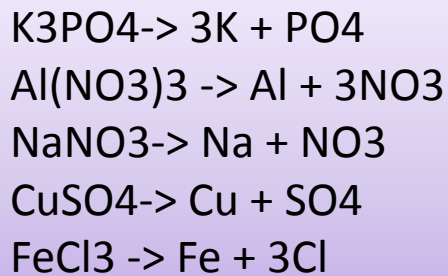 K3PO4-> 3K + PO4
Al(NO3)3 -> Al + 3NO3
NaNO3-> Na + NO3
CuSO4-> Cu + SO4
FeCl3 -> Fe + 3Cl